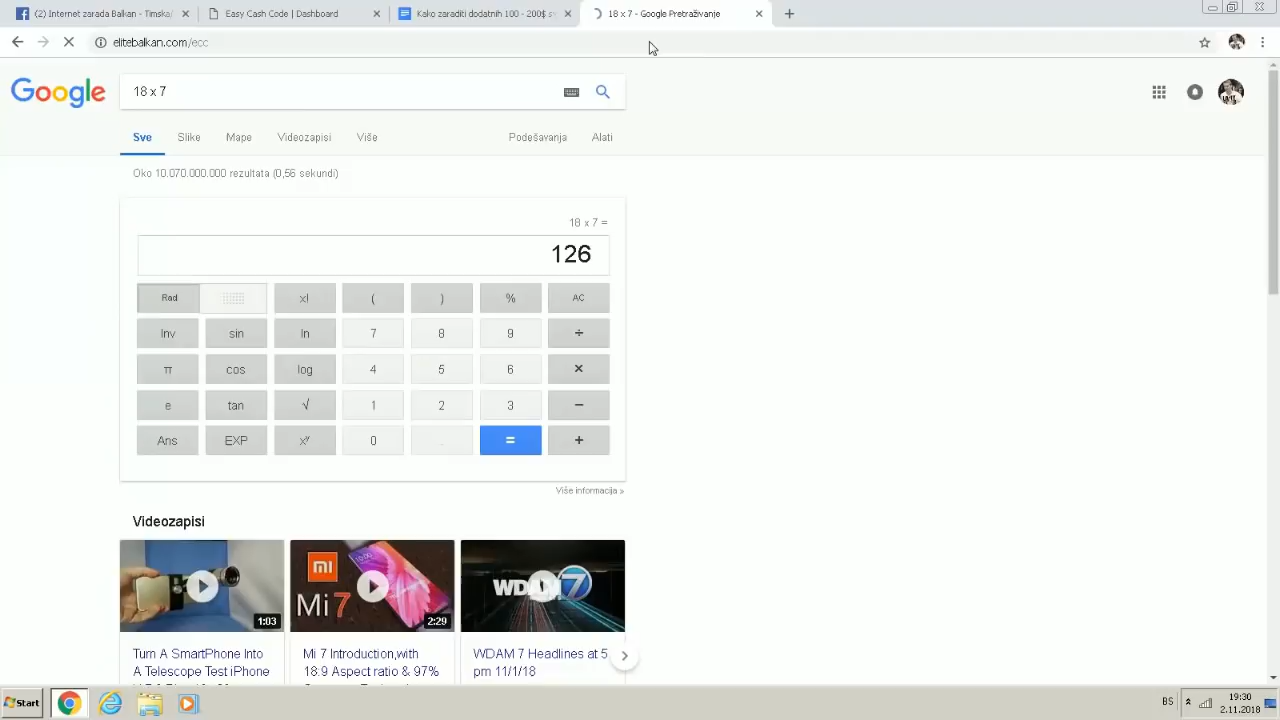 (2) Internet zarada Balkan - Timska
Easy Cash Code | Dashboard
Kako zaraditi dodatnih 100 - 200$
18 x 7 - Google Pretraživanje
elitebalkan.com/ecc
Google
18 x 7
Sve
Slike
Mape
Videozapisi
Više
Podešavanja
Alati
Oko 10.070.000.000 rezultata (0,56 sekundi)
18 x 7 =
126
Rad
x!
(
)
%
AC
Inv
sin
ln
7
8
9
÷
π
cos
log
4
5
6
×
e
tan
√
1
2
3
−
Ans
EXP
xʸ
0
.
=
+
Više informacija »
Videozapisi
mi
Mi7
WDAM 7
1:03
2:29
Turn A SmartPhone Into
A Telescope Test iPhone
Mi 7 Introduction,with
18:9 Aspect ratio & 97%
WDAM 7 Headlines at 5
pm 11/1/18
Start
BS
19:30
2.11.2018